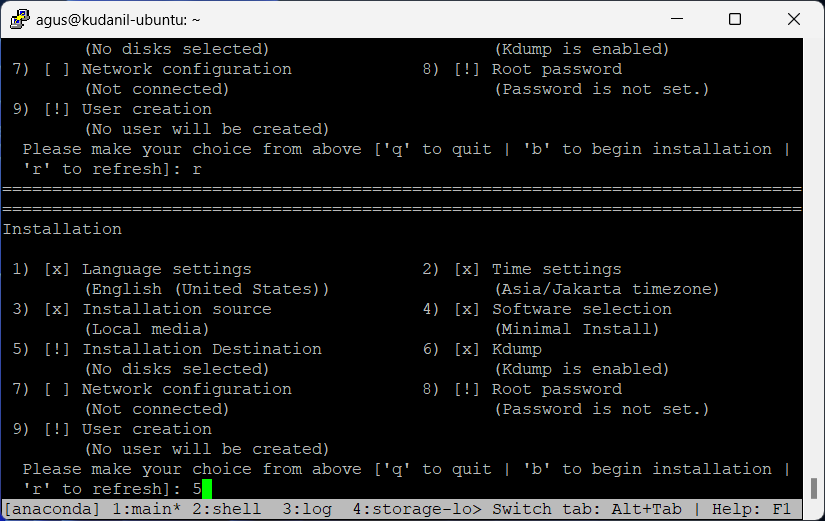 agus@kudanil-ubuntu: ~
(No disks selected) (Kdump is enabled)
7) [ ] Network configuration 8) [!] Root password
(Not connected) (Password is not set.)
9) [!] User creation
(No user will be created)
Please make your choice from above ['q' to quit | 'b' to begin installation |
'r' to refresh]: r
================================================================================
================================================================================
Installation
1) [x] Language settings 2) [x] Time settings
(English (United States)) (Asia/Jakarta timezone)
3) [x] Installation source 4) [x] Software selection
(Local media) (Minimal Install)
5) [!] Installation Destination 6) [x] Kdump
(No disks selected) (Kdump is enabled)
7) [ ] Network configuration 8) [!] Root password
(Not connected) (Password is not set.)
9) [!] User creation
(No user will be created)
Please make your choice from above ['q' to quit | 'b' to begin installation |
'r' to refresh]: 5
[anaconda] 1:main* 2:shell 3:log 4:storage-lo> Switch tab: Alt+Tab | Help: F1